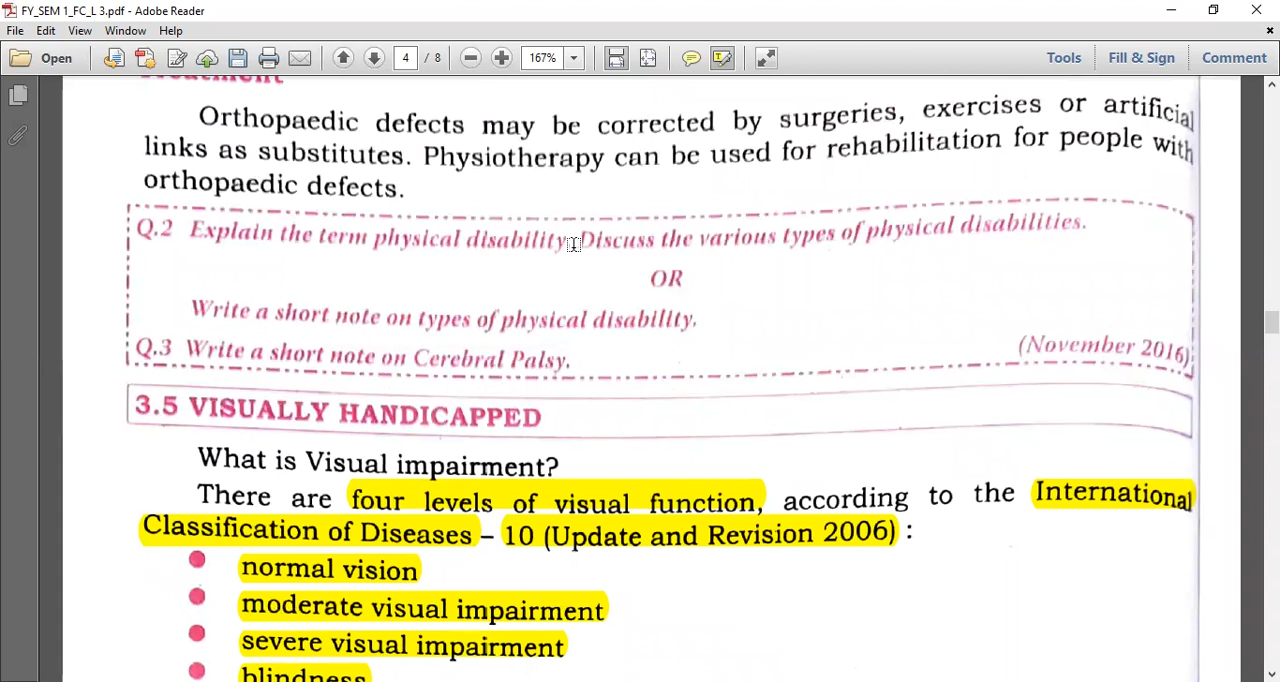 FY_SEM 1_FC_L 3.pdf - Adobe Reader
File Edit View Window Help
Open 4 / 8 167% Tools Fill & Sign Comment
Treatment
Orthopaedic defects may be corrected by surgeries, exercises or artificial
links as substitutes. Physiotherapy can be used for rehabilitation for people with
orthopaedic defects.
Q.2 Explain the term physical disability. Discuss the various types of physical disabilities.
OR
Write a short note on types of physical disability.
Q.3 Write a short note on Cerebral Palsy. (November 2016)
3.5 VISUALLY HANDICAPPED
What is Visual impairment?
There are four levels of visual function, according to the International
Classification of Diseases – 10 (Update and Revision 2006) :
normal vision
moderate visual impairment
severe visual impairment
blindness